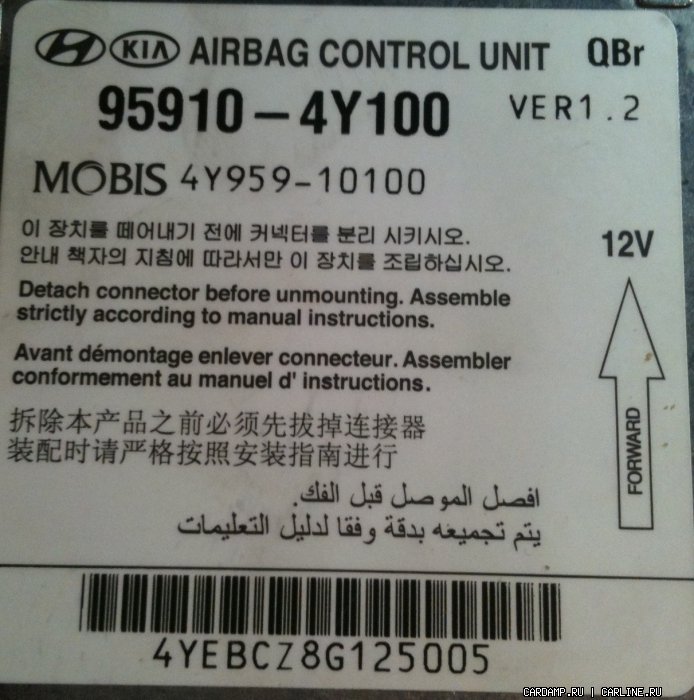 KIA AIRBAG CONTROL UNIT QBr
95910-4Y100 VER1.2
MOBIS 4Y959-10100
이 장치를 떼어내기 전에 커넥터를 분리 시키시오.
안내 책자의 지침에 따라서만 이 장치를 조립하십시오.
12V
Detach connector before unmounting. Assemble
strictly according to manual instructions.
Avant démontage enlever connecteur. Assembler
conformement au manuel d' instructions.
FORWARD
拆除本产品之前必须先拔掉连接器
装配时请严格按照安装指南进行
افصل الموصل قبل الفك.
يتم تجميعه بدقة وفقا لدليل التعليمات
4YEBCZ8G125005
CARDAMP.RU | CARLINE.RU